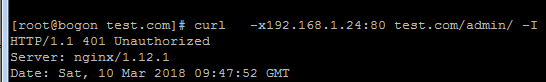 [root@bogon test.com]# curl   -x192.168.1.24:80 test.com/admin/ -I
HTTP/1.1 401 Unauthorized
Server: nginx/1.12.1
Date: Sat, 10 Mar 2018 09:47:52 GMT